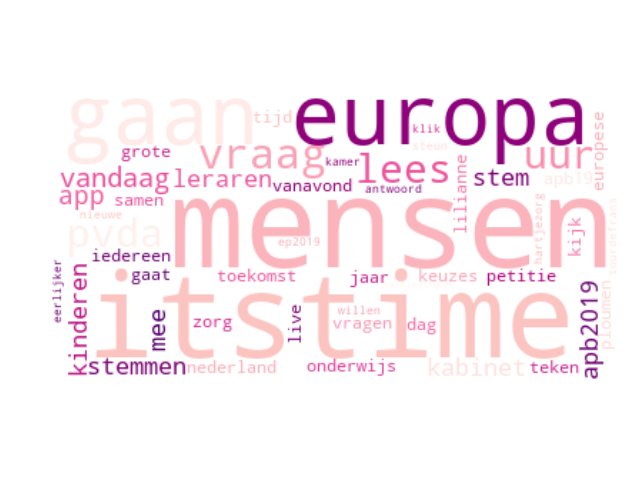 gaan
tijd
europa
klik
steun
grote
vraag
kamer
lees
uur
europese
vandaag
leraren
vanavond
antwoord
lilianne
stem
apb19
app
samen
nieuwe
mensen
hartjezorg
tourdefrans
pvda
ep2019
kijk
iedereen
eerlijker
gaat
toekomst
jaar
keuzes
petitie
ploumen
kinderen
itstime
apb2019
mee
zorg
live
willen
vragen
dag
stemmen
nederland
onderwijs
kabinet
teken